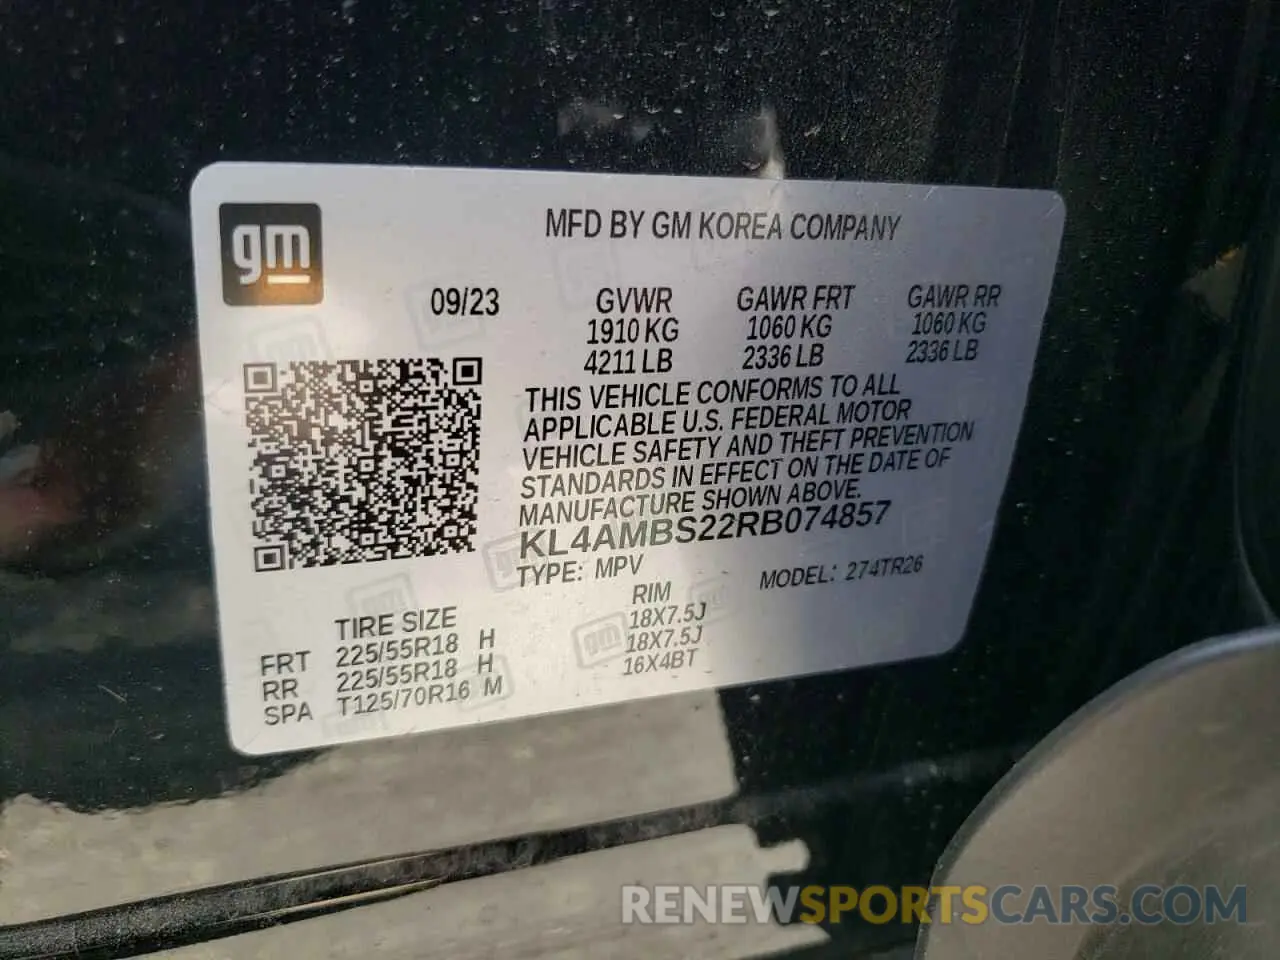 gm
MFD BY GM KOREA COMPANY
09/23 GVWR GAWR FRT GAWR RR
1910 KG 1060 KG 1060 KG
4211 LB 2336 LB 2336 LB
THIS VEHICLE CONFORMS TO ALL
APPLICABLE U.S. FEDERAL MOTOR
VEHICLE SAFETY AND THEFT PREVENTION
STANDARDS IN EFFECT ON THE DATE OF
MANUFACTURE SHOWN ABOVE.
KL4AMBS22RB074857
TYPE: MPV MODEL: 274TR26
TIRE SIZE RIM
FRT 225/55R18 H 18X7.5J
RR 225/55R18 H 18X7.5J
SPA T125/70R16 M 16X4BT
RENEWSPORTSCARS.COM